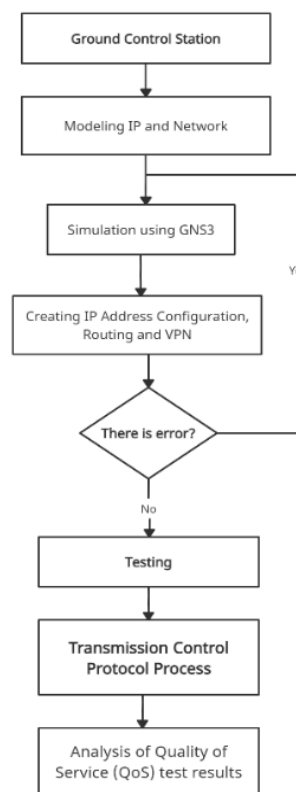 Ground Control Station
Modeling IP and Network
Simulation using GNS3
Creating IP Address Configuration,
Routing and VPN
There is error?
No
Testing
Transmission Control
Protocol Process
Analysis of Quality of
Service (QoS) test results